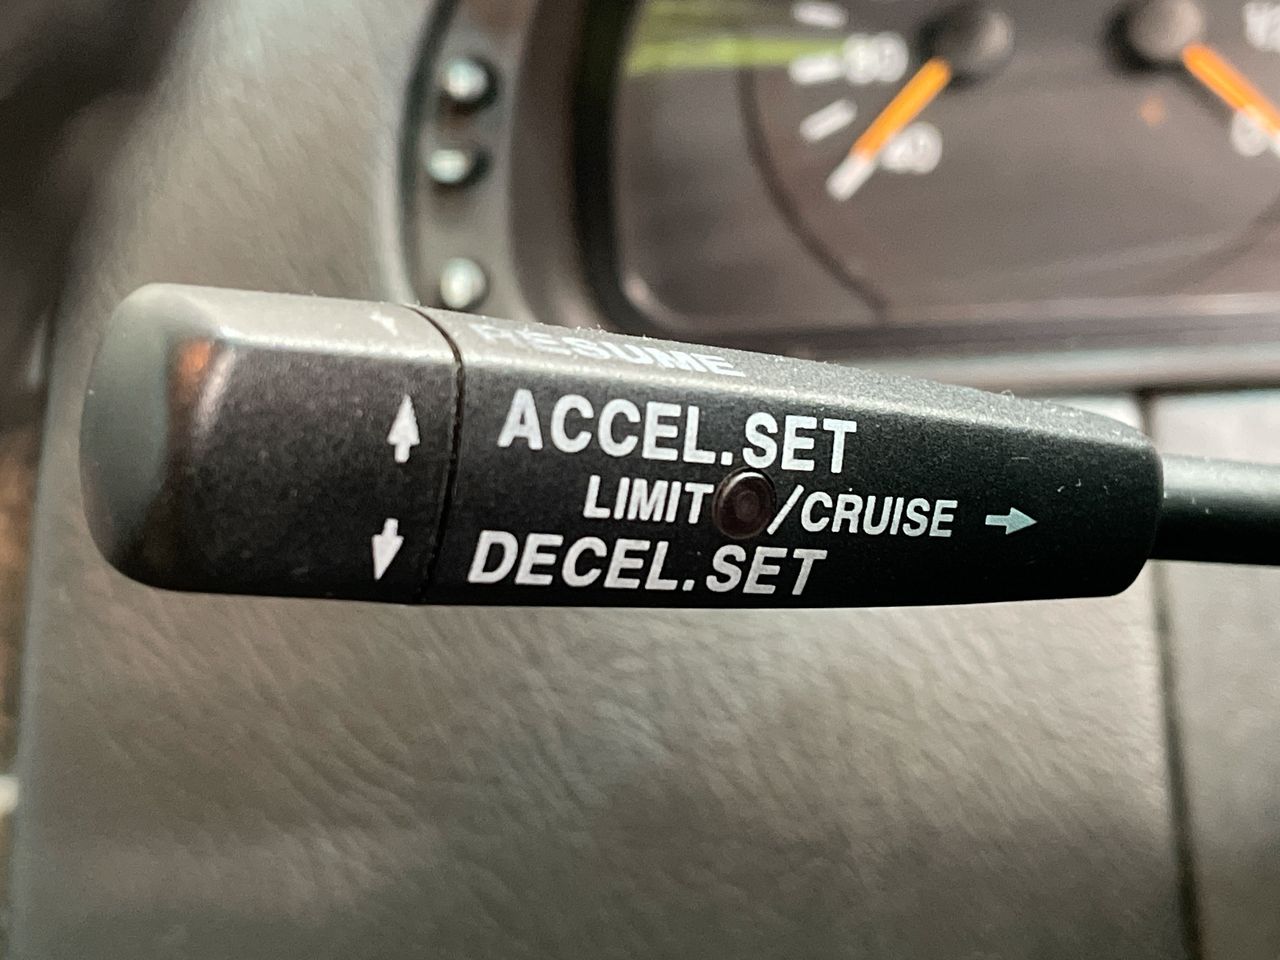 RESUME
ACCEL.SET
LIMIT /CRUISE
DECEL.SET